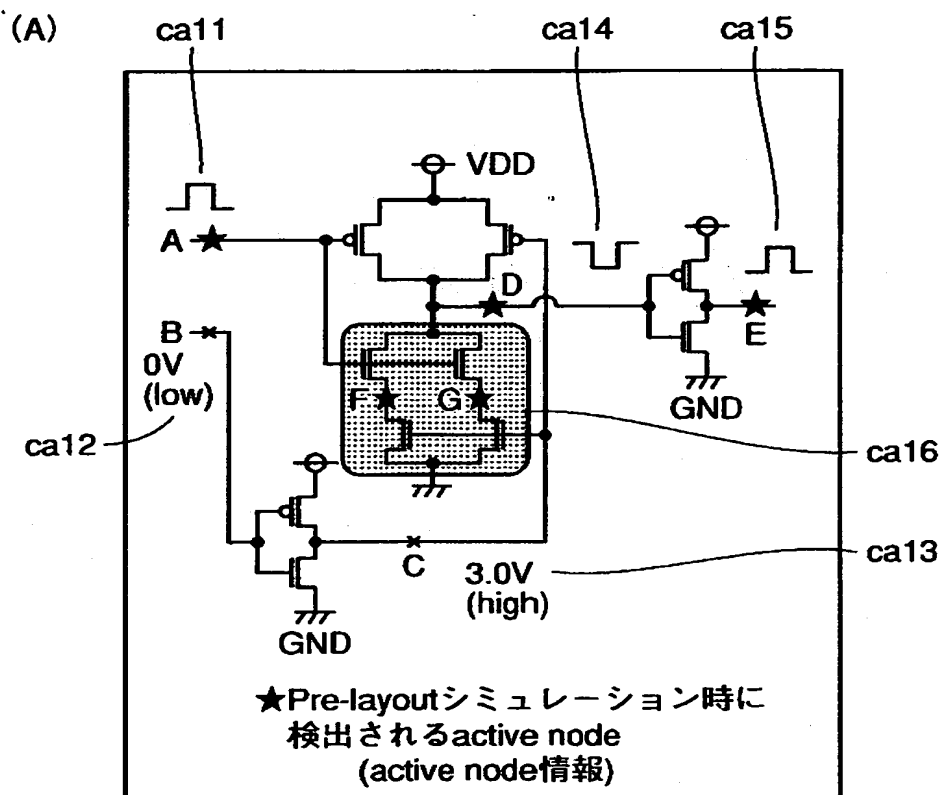 (A)
ca11
ca14
ca15
VDD
A
D
B
E
0V
(low)
F
G
GND
ca12
ca16
C
3.0V
(high)
ca13
GND
★Pre-layoutシミュレーション時に
検出されるactive node
(active node情報)